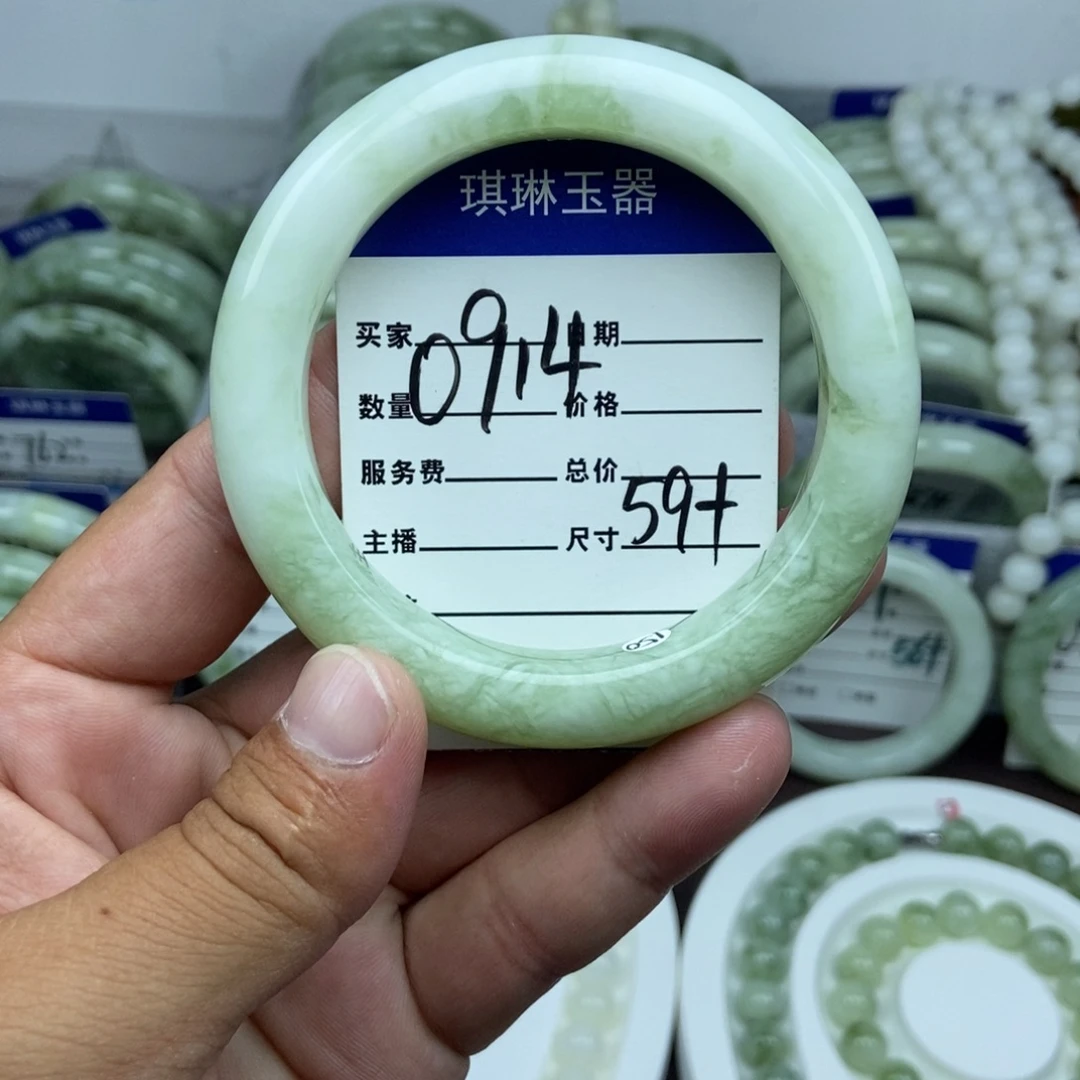 琪琳玉器
买家 0914 日期
数量 价格
服务费 总价
主播 尺寸 59+
150